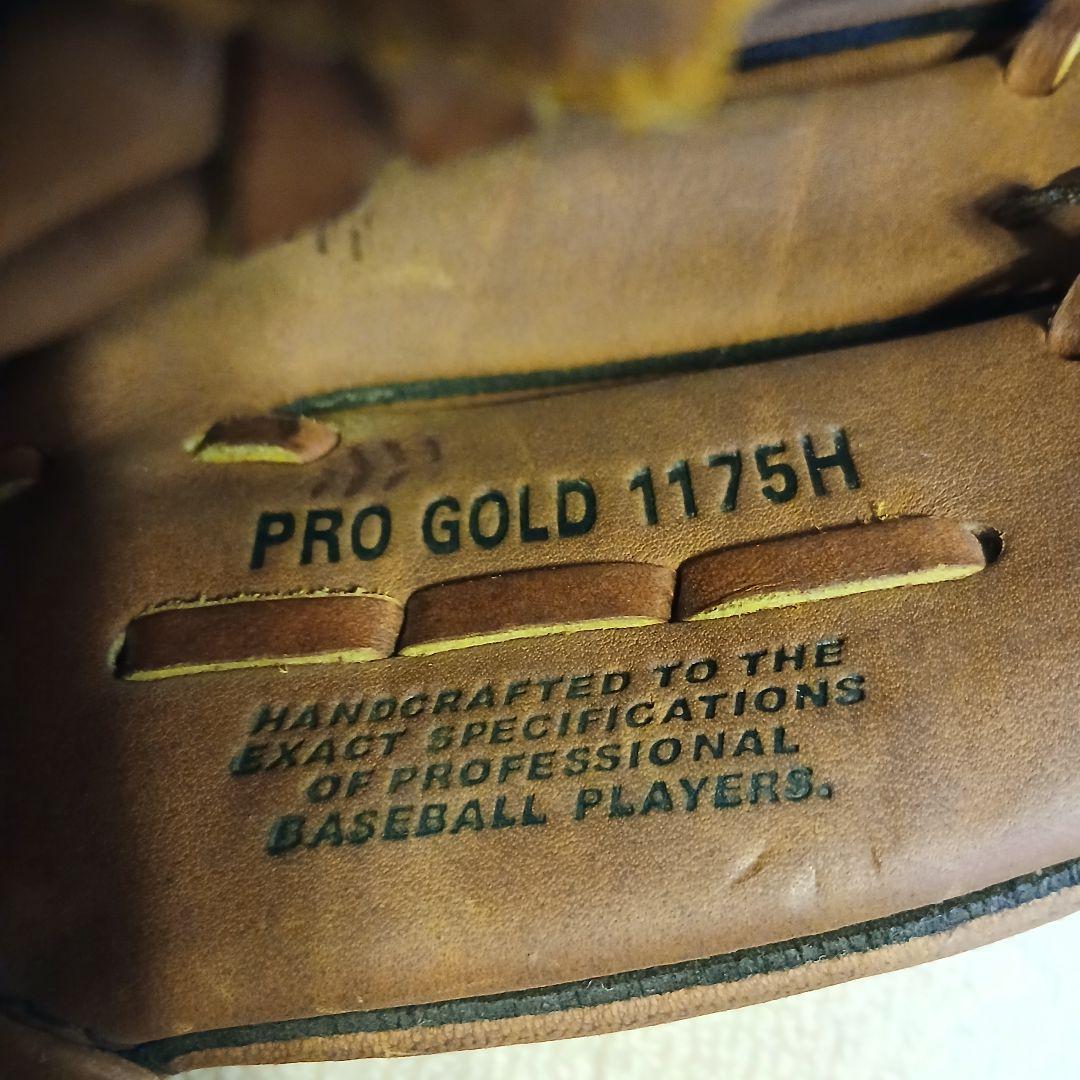 PRO GOLD 1175H
HANDCRAFTED TO THE
EXACT SPECIFICATIONS
OF PROFESSIONAL
BASEBALL PLAYERS.